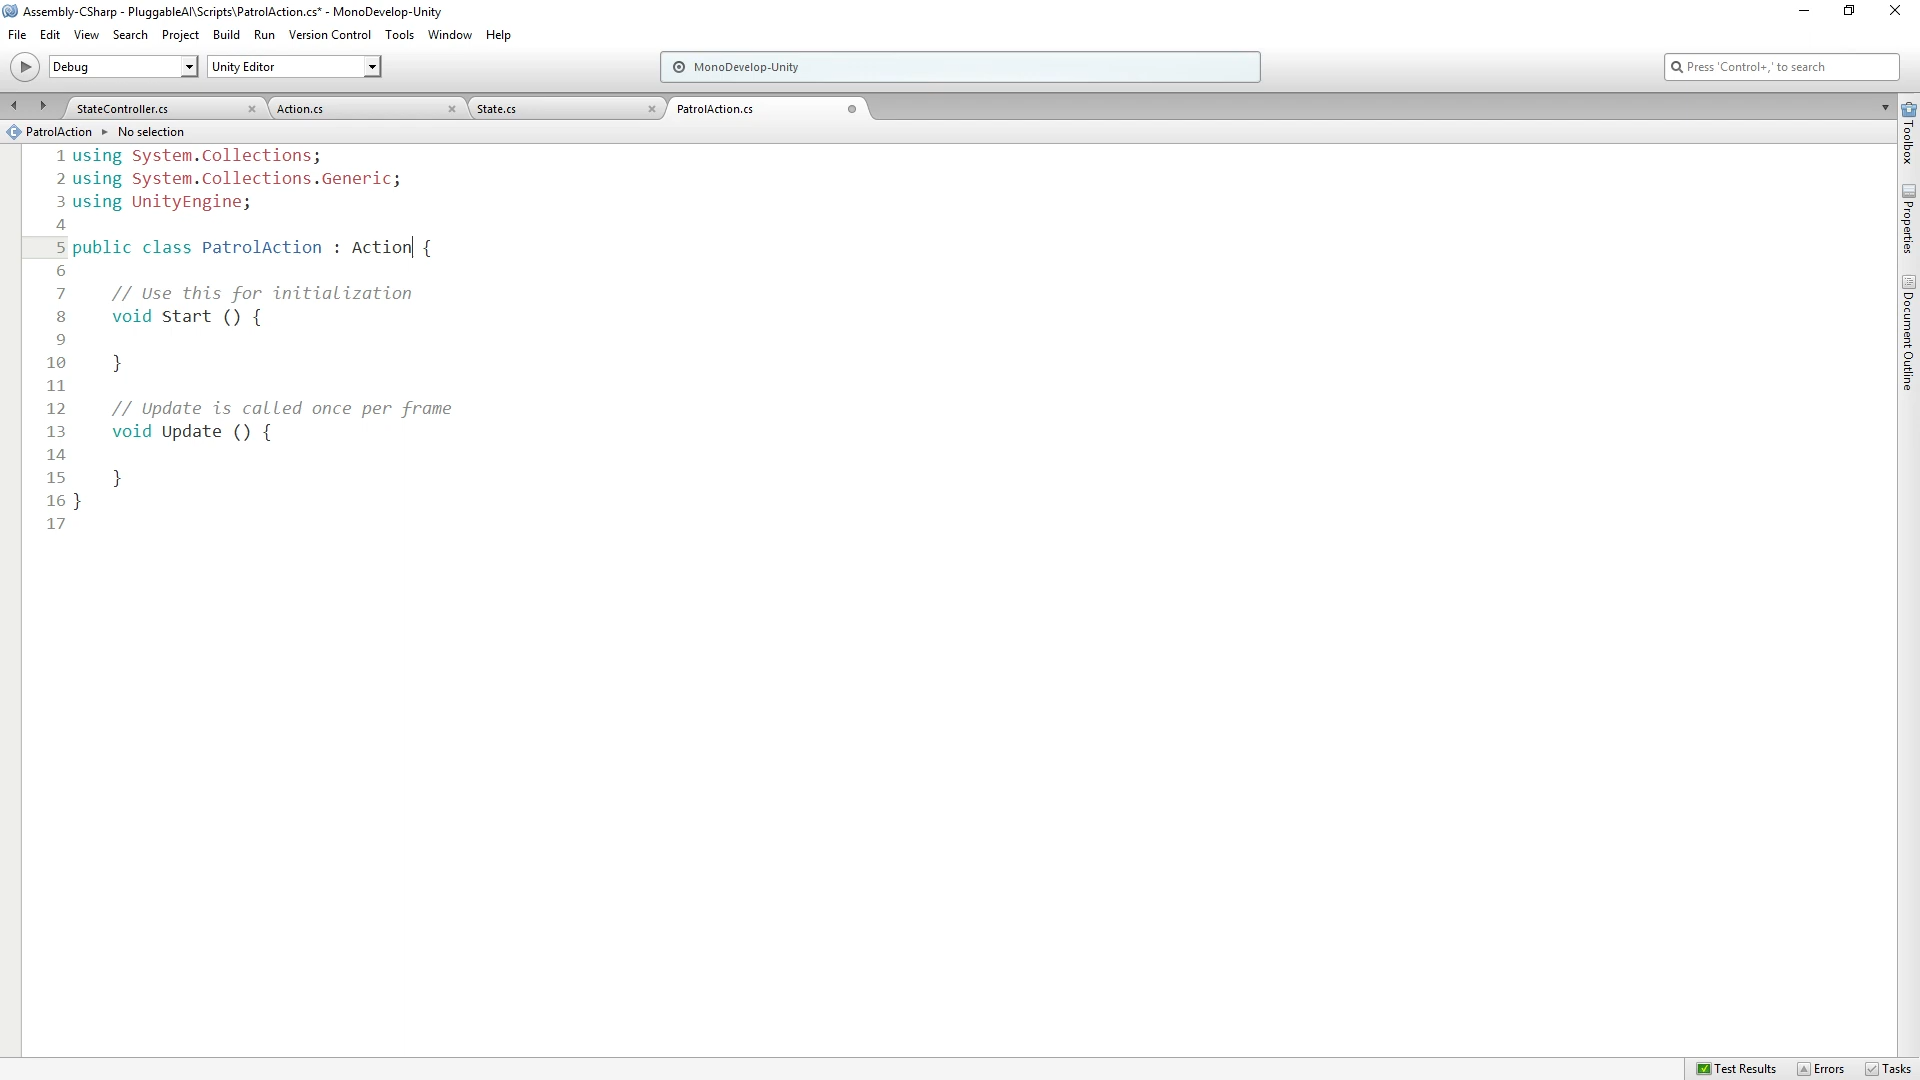 Assembly-CSharp - PluggableAI\Scripts\PatrolAction.cs* - MonoDevelop-Unity
File Edit View Search Project Build Run Version Control Tools Window Help
Debug Unity Editor MonoDevelop-Unity Press 'Control+,' to search
StateController.cs Action.cs State.cs PatrolAction.cs
PatrolAction No selection
1 using System.Collections;
2 using System.Collections.Generic;
3 using UnityEngine;
4
5 public class PatrolAction : Action {
6
7 // Use this for initialization
8 void Start () {
9
10 }
11
12 // Update is called once per frame
13 void Update () {
14
15 }
16 }
17
Toolbox
Properties
Document Outline
Test Results Errors Tasks